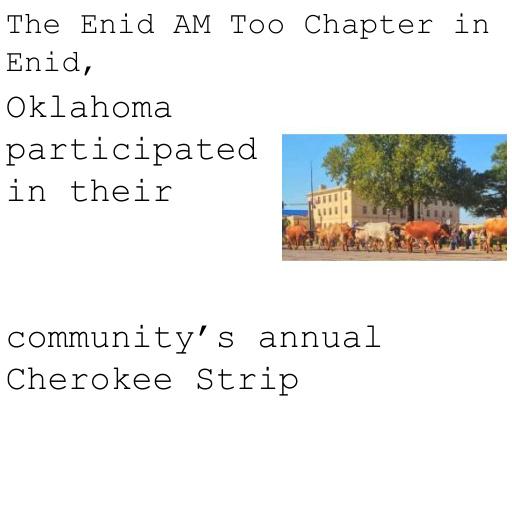 The Enid AM Too Chapter in
Enid,
Oklahoma
participated
in their
community’s annual
Cherokee Strip